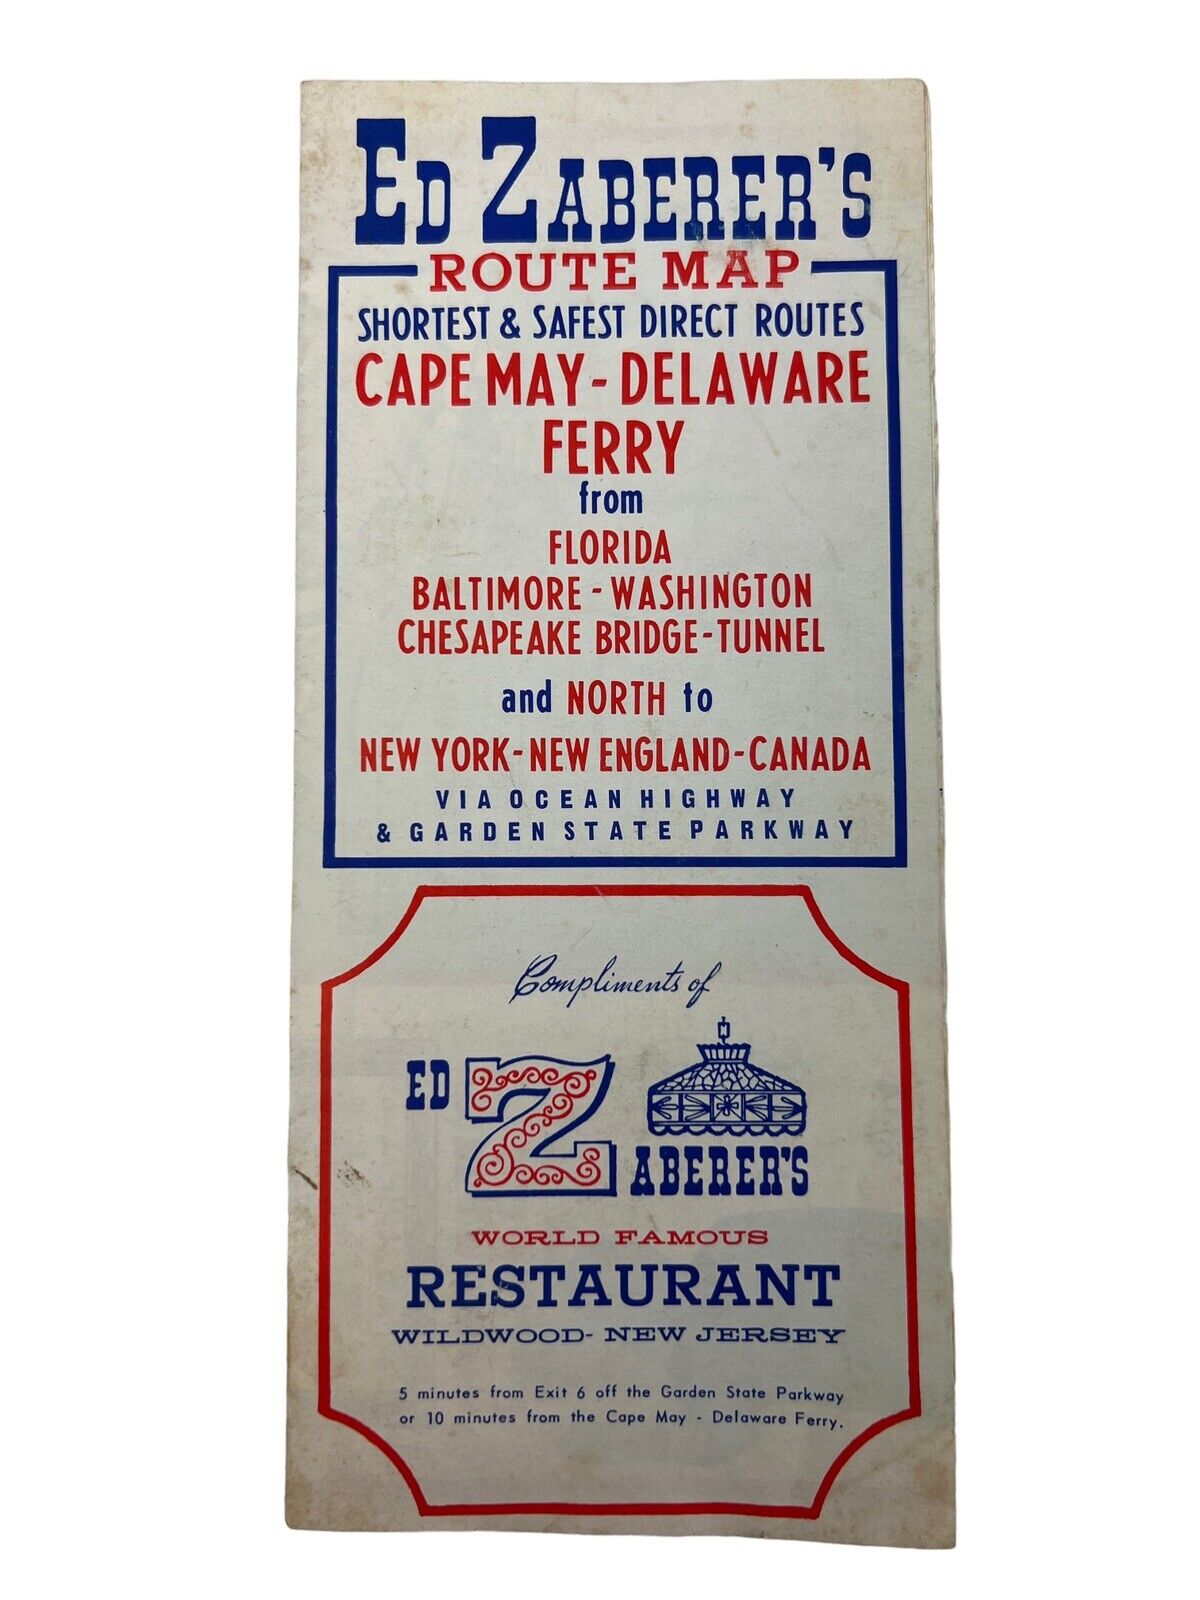 ED ZABERER'S
ROUTE MAP
SHORTEST & SAFEST DIRECT ROUTES
CAPE MAY - DELAWARE
FERRY
from
FLORIDA
BALTIMORE - WASHINGTON
CHESAPEAKE BRIDGE-TUNNEL
and NORTH to
NEW YORK-NEW ENGLAND-CANADA
VIA OCEAN HIGHWAY
& GARDEN STATE PARKWAY
Compliments of
ED ZABERER'S
WORLD FAMOUS
RESTAURANT
WILDWOOD- NEW JERSEY
5 minutes from Exit 6 off the Garden State Parkway
or 10 minutes from the Cape May - Delaware Ferry.